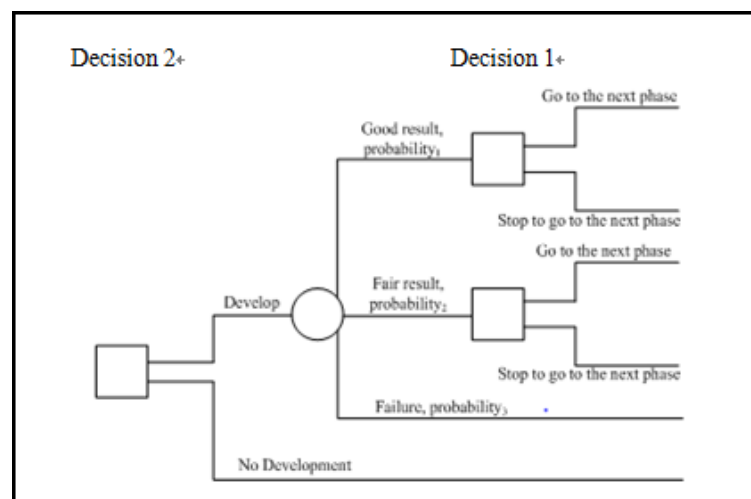 Decision 2↵
Decision 1↵
Go to the next phase
Good result,
probability₁
Stop to go to the next phase
Go to the next phase
Fair result,
probability₂
Develop
Stop to go to the next phase
Failure, probability₃
No Development